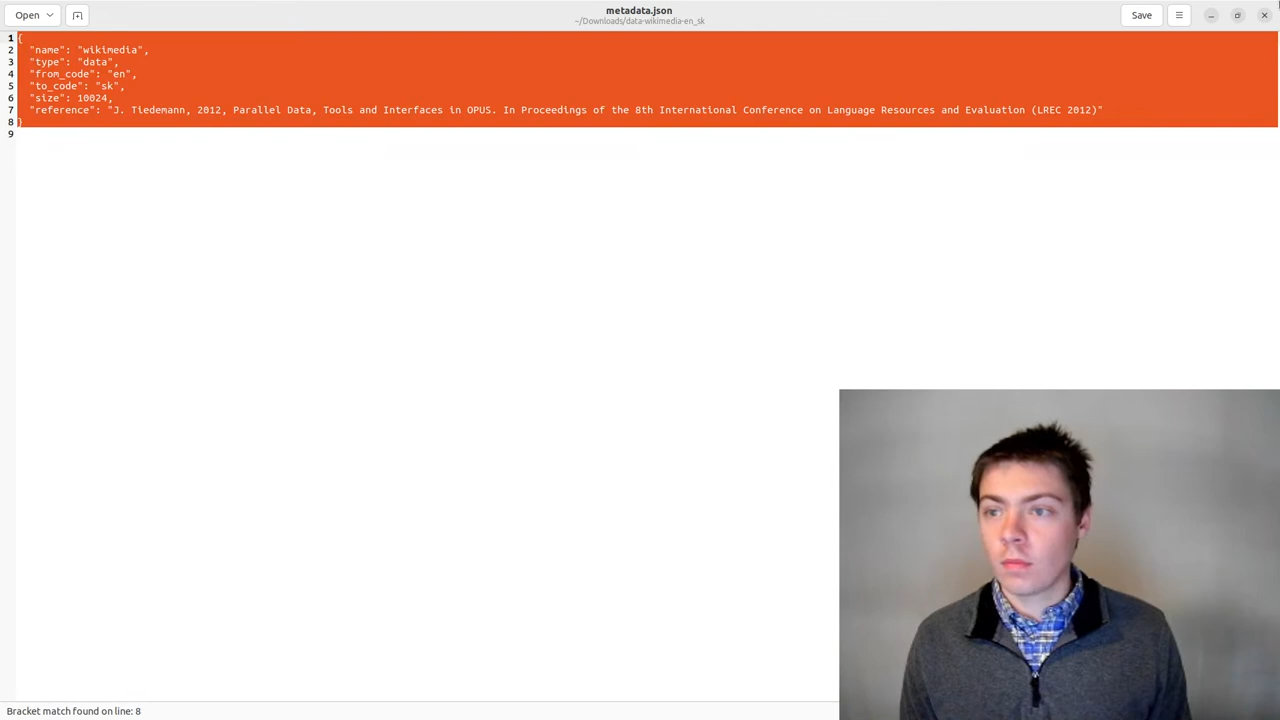 Open
metadata.json
~/Downloads/data-wikimedia-en_sk
Save
1 {
2 "name": "wikimedia",
3 "type": "data",
4 "from_code": "en",
5 "to_code": "sk",
6 "size": 10024,
7 "reference": "J. Tiedemann, 2012, Parallel Data, Tools and Interfaces in OPUS. In Proceedings of the 8th International Conference on Language Resources and Evaluation (LREC 2012)"
8 }
9
Bracket match found on line: 8